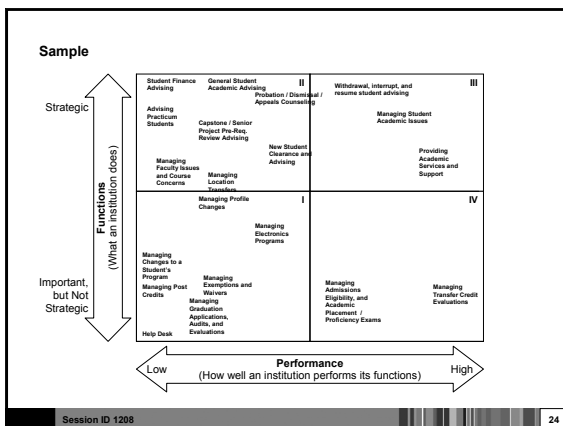 Sample
Strategic
Important,
but Not
Strategic
Functions
(What an institution does)
II
Student Finance
Advising
General Student
Academic Advising
Probation / Dismissal /
Appeals Counseling
Advising
Practicum
Students
Capstone / Senior
Project Pre-Req.
Review Advising
New Student
Clearance and
Advising
Managing
Faculty Issues
and Course
Concerns
Managing
Location
Transfers
III
Withdrawal, interrupt, and
resume student advising
Managing Student
Academic Issues
Providing
Academic
Services and
Support
I
Managing Profile
Changes
Managing
Electronics
Programs
Managing
Changes to a
Student's
Program
Managing Post
Credits
Managing
Exemptions and
Waivers
Managing
Graduation
Applications,
Audits, and
Evaluations
Help Desk
IV
Managing
Admissions
Eligibility, and
Academic
Placement /
Proficiency Exams
Managing
Transfer Credit
Evaluations
Low
Performance
(How well an institution performs its functions)
High
Session ID 1208
24